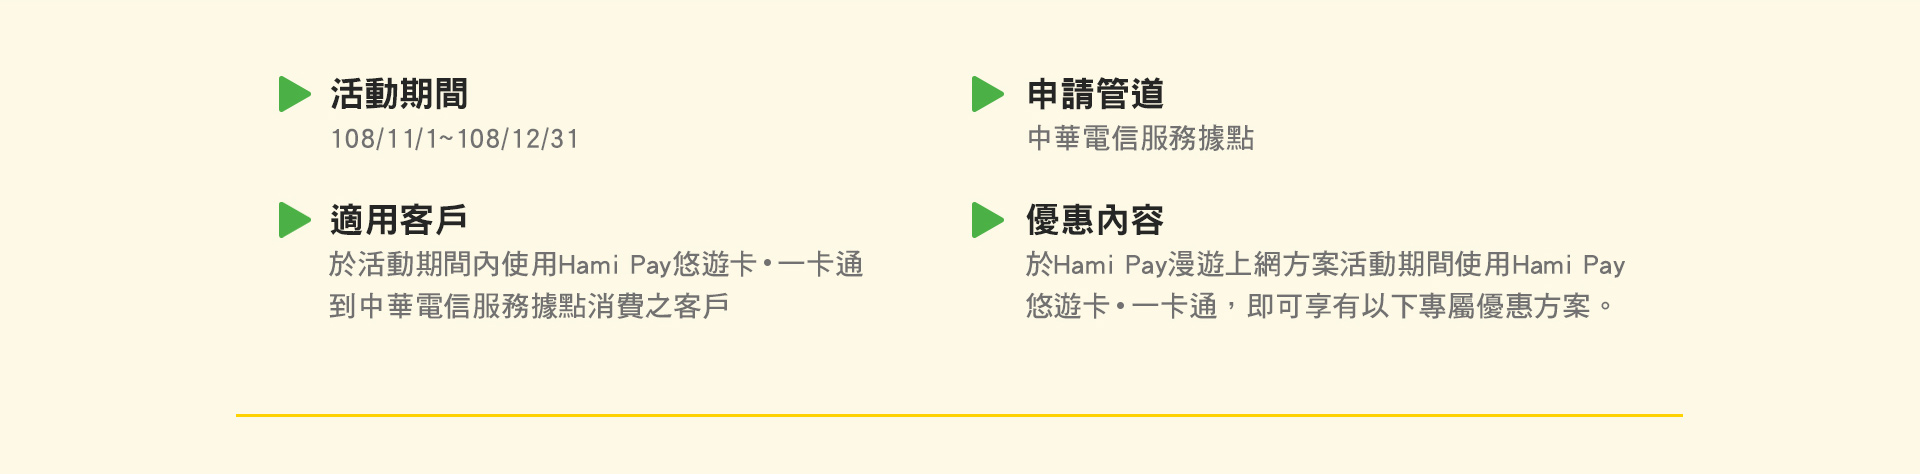 活動期間
108/11/1~108/12/31
申請管道
中華電信服務據點
適用客戶
於活動期間內使用Hami Pay悠遊卡•一卡通
到中華電信服務據點消費之客戶
優惠內容
於Hami Pay漫遊上網方案活動期間使用Hami Pay
悠遊卡•一卡通，即可享有以下專屬優惠方案。